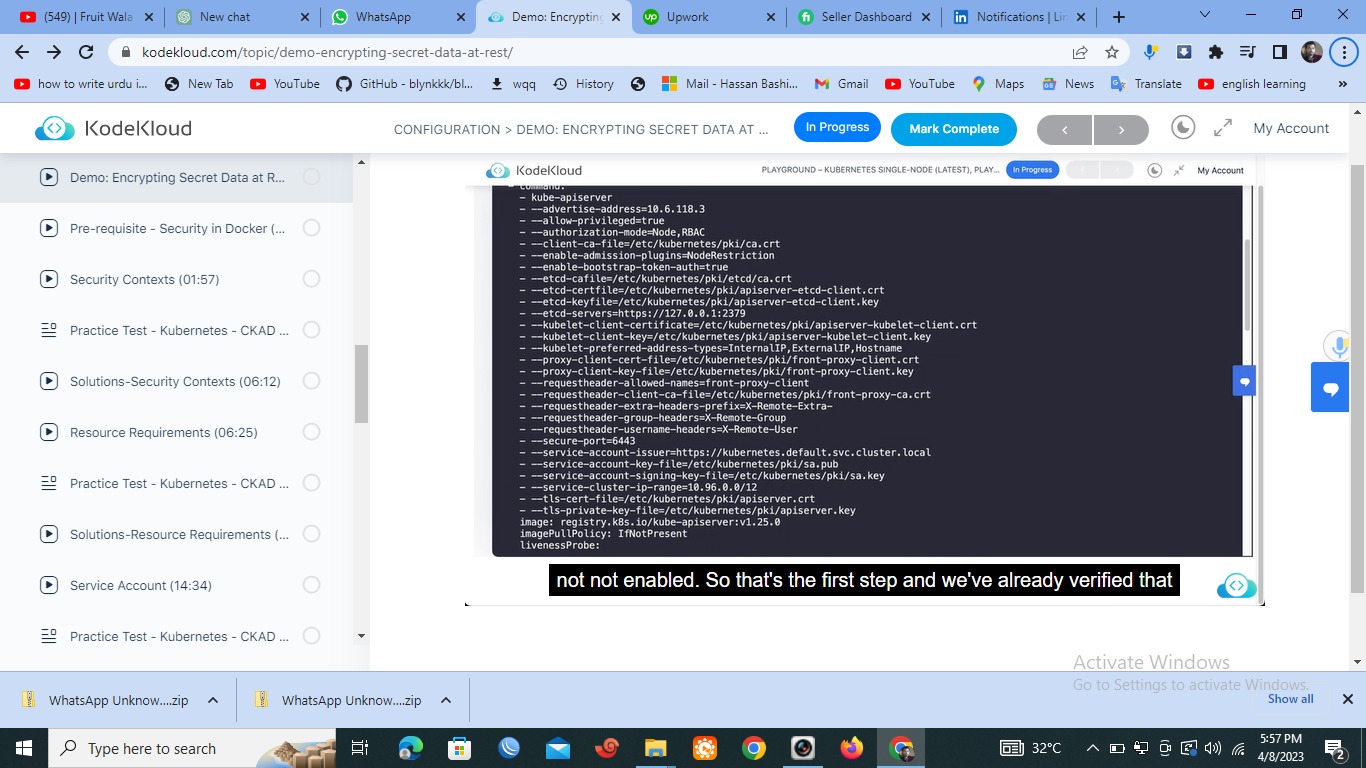 (549) | Fruit Wala
New chat
WhatsApp
Demo: Encrypting
Upwork
Seller Dashboard
Notifications | Lin
kodekloud.com/topic/demo-encrypting-secret-data-at-rest/
how to write urdu i...
New Tab
YouTube
GitHub - blynkkk/bl...
wqq
History
Mail - Hassan Bashi...
Gmail
YouTube
Maps
News
Translate
english learning
»
KodeKloud
CONFIGURATION > DEMO: ENCRYPTING SECRET DATA AT ...
In Progress
Mark Complete
My Account
Demo: Encrypting Secret Data at R...
Pre-requisite - Security in Docker (...
Security Contexts (01:57)
Practice Test - Kubernetes - CKAD ...
Solutions-Security Contexts (06:12)
Resource Requirements (06:25)
Practice Test - Kubernetes - CKAD ...
Solutions-Resource Requirements (...
Service Account (14:34)
Practice Test - Kubernetes - CKAD ...
KodeKloud
PLAYGROUND – KUBERNETES SINGLE-NODE (LATEST), PLAY...
In Progress
My Account
- command:
- kube-apiserver
- --advertise-address=10.6.118.3
- --allow-privileged=true
- --authorization-mode=Node,RBAC
- --client-ca-file=/etc/kubernetes/pki/ca.crt
- --enable-admission-plugins=NodeRestriction
- --enable-bootstrap-token-auth=true
- --etcd-cafile=/etc/kubernetes/pki/etcd/ca.crt
- --etcd-certfile=/etc/kubernetes/pki/apiserver-etcd-client.crt
- --etcd-keyfile=/etc/kubernetes/pki/apiserver-etcd-client.key
- --etcd-servers=https://127.0.0.1:2379
- --kubelet-client-certificate=/etc/kubernetes/pki/apiserver-kubelet-client.crt
- --kubelet-client-key=/etc/kubernetes/pki/apiserver-kubelet-client.key
- --kubelet-preferred-address-types=InternalIP,ExternalIP,Hostname
- --proxy-client-cert-file=/etc/kubernetes/pki/front-proxy-client.crt
- --proxy-client-key-file=/etc/kubernetes/pki/front-proxy-client.key
- --requestheader-allowed-names=front-proxy-client
- --requestheader-client-ca-file=/etc/kubernetes/pki/front-proxy-ca.crt
- --requestheader-extra-headers-prefix=X-Remote-Extra-
- --requestheader-group-headers=X-Remote-Group
- --requestheader-username-headers=X-Remote-User
- --secure-port=6443
- --service-account-issuer=https://kubernetes.default.svc.cluster.local
- --service-account-key-file=/etc/kubernetes/pki/sa.pub
- --service-account-signing-key-file=/etc/kubernetes/pki/sa.key
- --service-cluster-ip-range=10.96.0.0/12
- --tls-cert-file=/etc/kubernetes/pki/apiserver.crt
- --tls-private-key-file=/etc/kubernetes/pki/apiserver.key
image: registry.k8s.io/kube-apiserver:v1.25.0
imagePullPolicy: IfNotPresent
livenessProbe:
not not enabled. So that's the first step and we've already verified that
Activate Windows
Go to Settings to activate Windows.
WhatsApp Unknow....zip
WhatsApp Unknow....zip
Show all
Type here to search
32°C
5:57 PM
4/8/2023
2